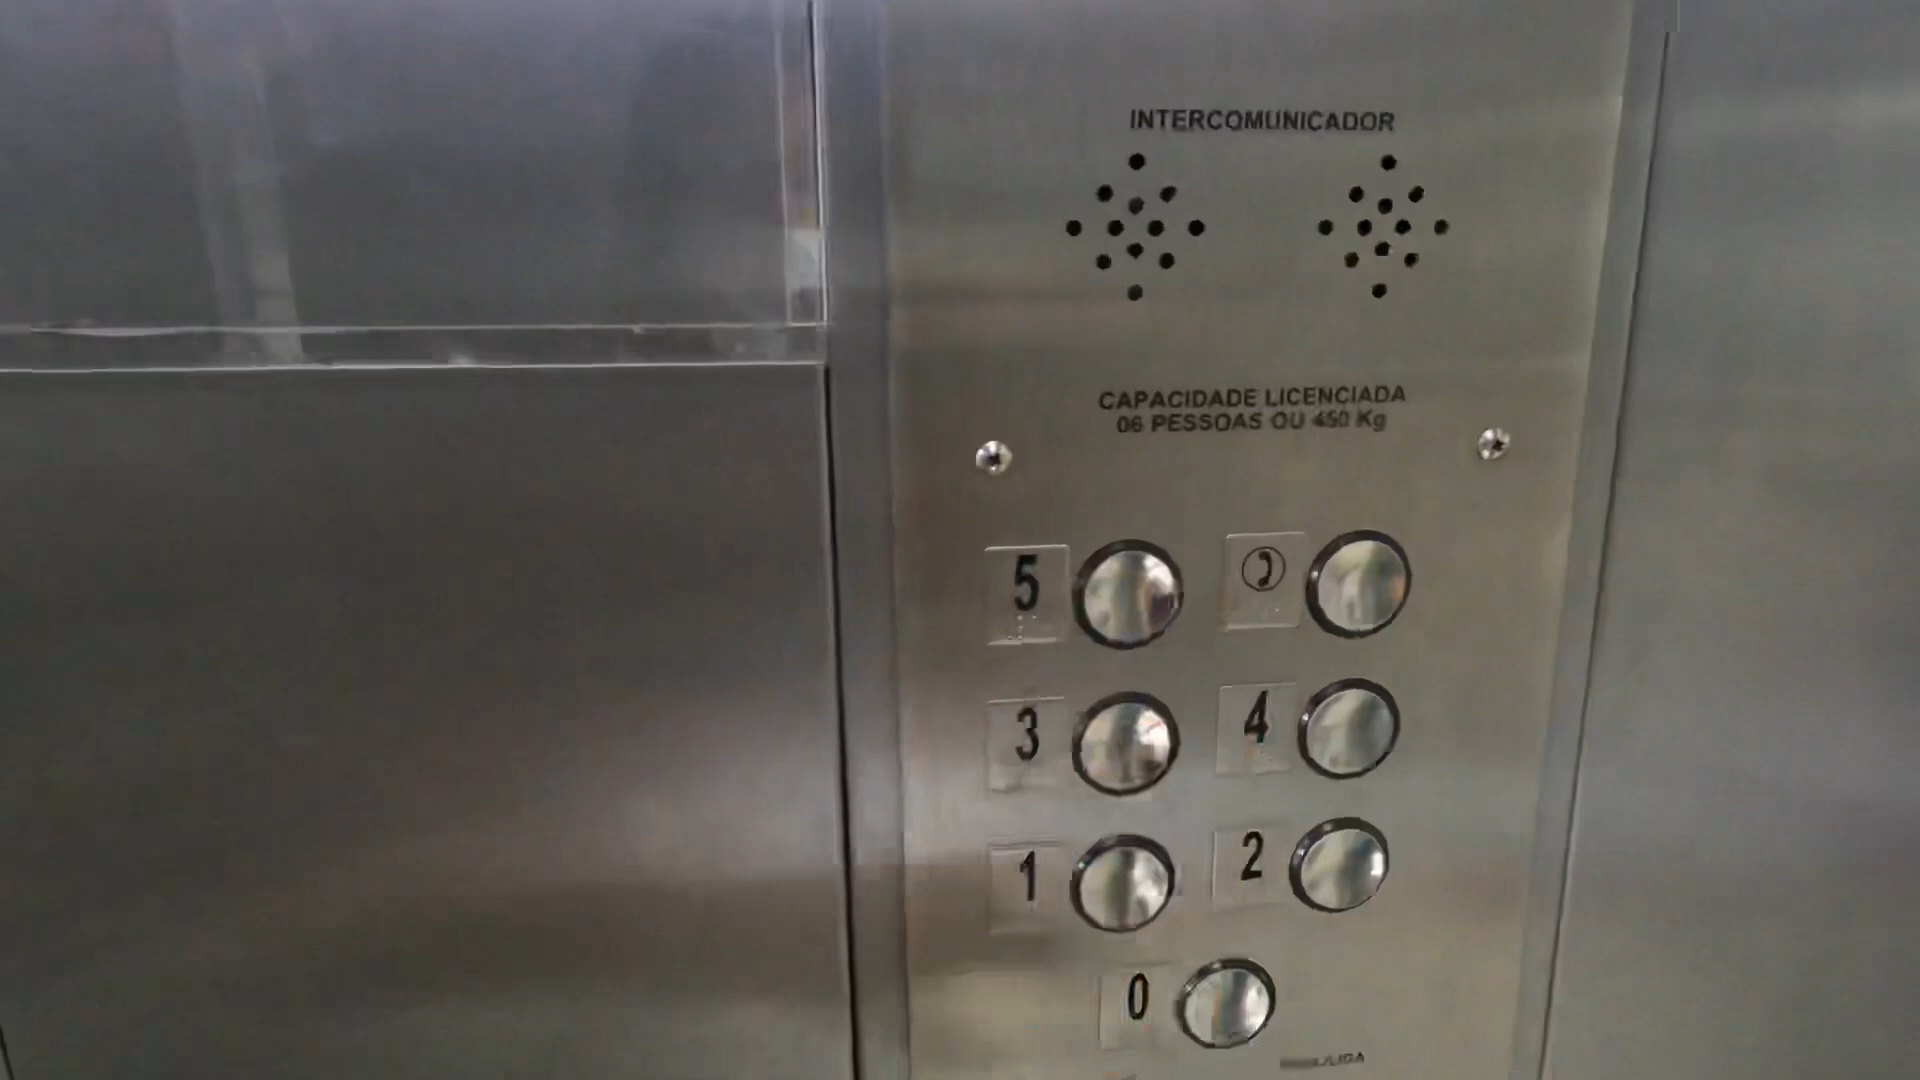 INTERCOMUNICADOR
CAPACIDADE LICENCIADA
06 PESSOAS OU 450 Kg
5
3 4
1 2
0